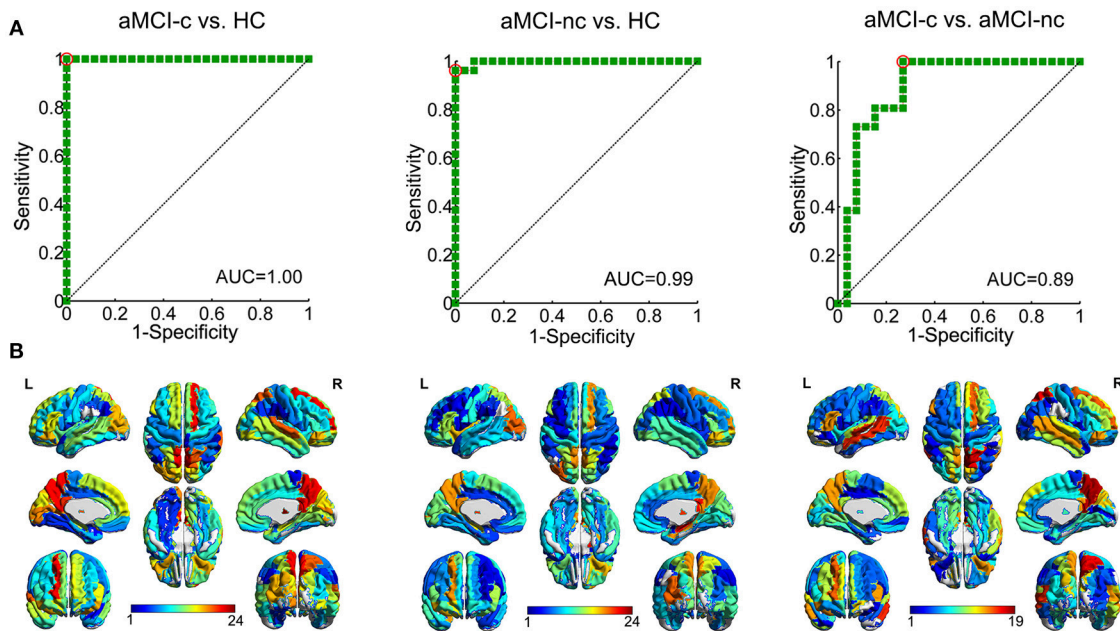 A
aMCI-c vs. HC
aMCI-nc vs. HC
aMCI-c vs. aMCI-nc
1
0.8
0.6
0.4
0.2
0
Sensitivity
AUC=1.00
0 0.2 0.4 0.6 0.8 1
1-Specificity
1
0.8
0.6
0.4
0.2
0
Sensitivity
AUC=0.99
0 0.2 0.4 0.6 0.8 1
1-Specificity
1
0.8
0.6
0.4
0.2
0
Sensitivity
AUC=0.89
0 0.2 0.4 0.6 0.8 1
1-Specificity
B
L R
L R
L R
1 24
1 24
1 19